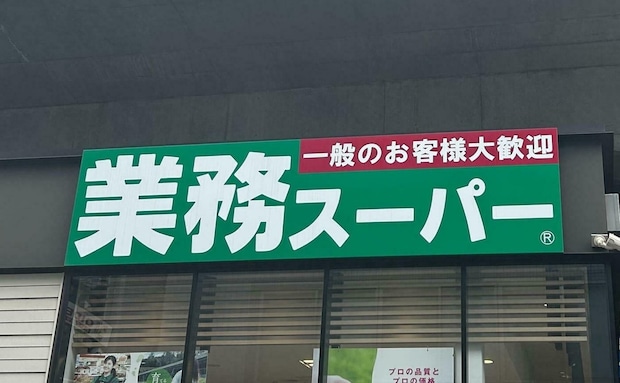 一般のお客様大歓迎
業務スーパー
®
プロの品質と
プロの価格